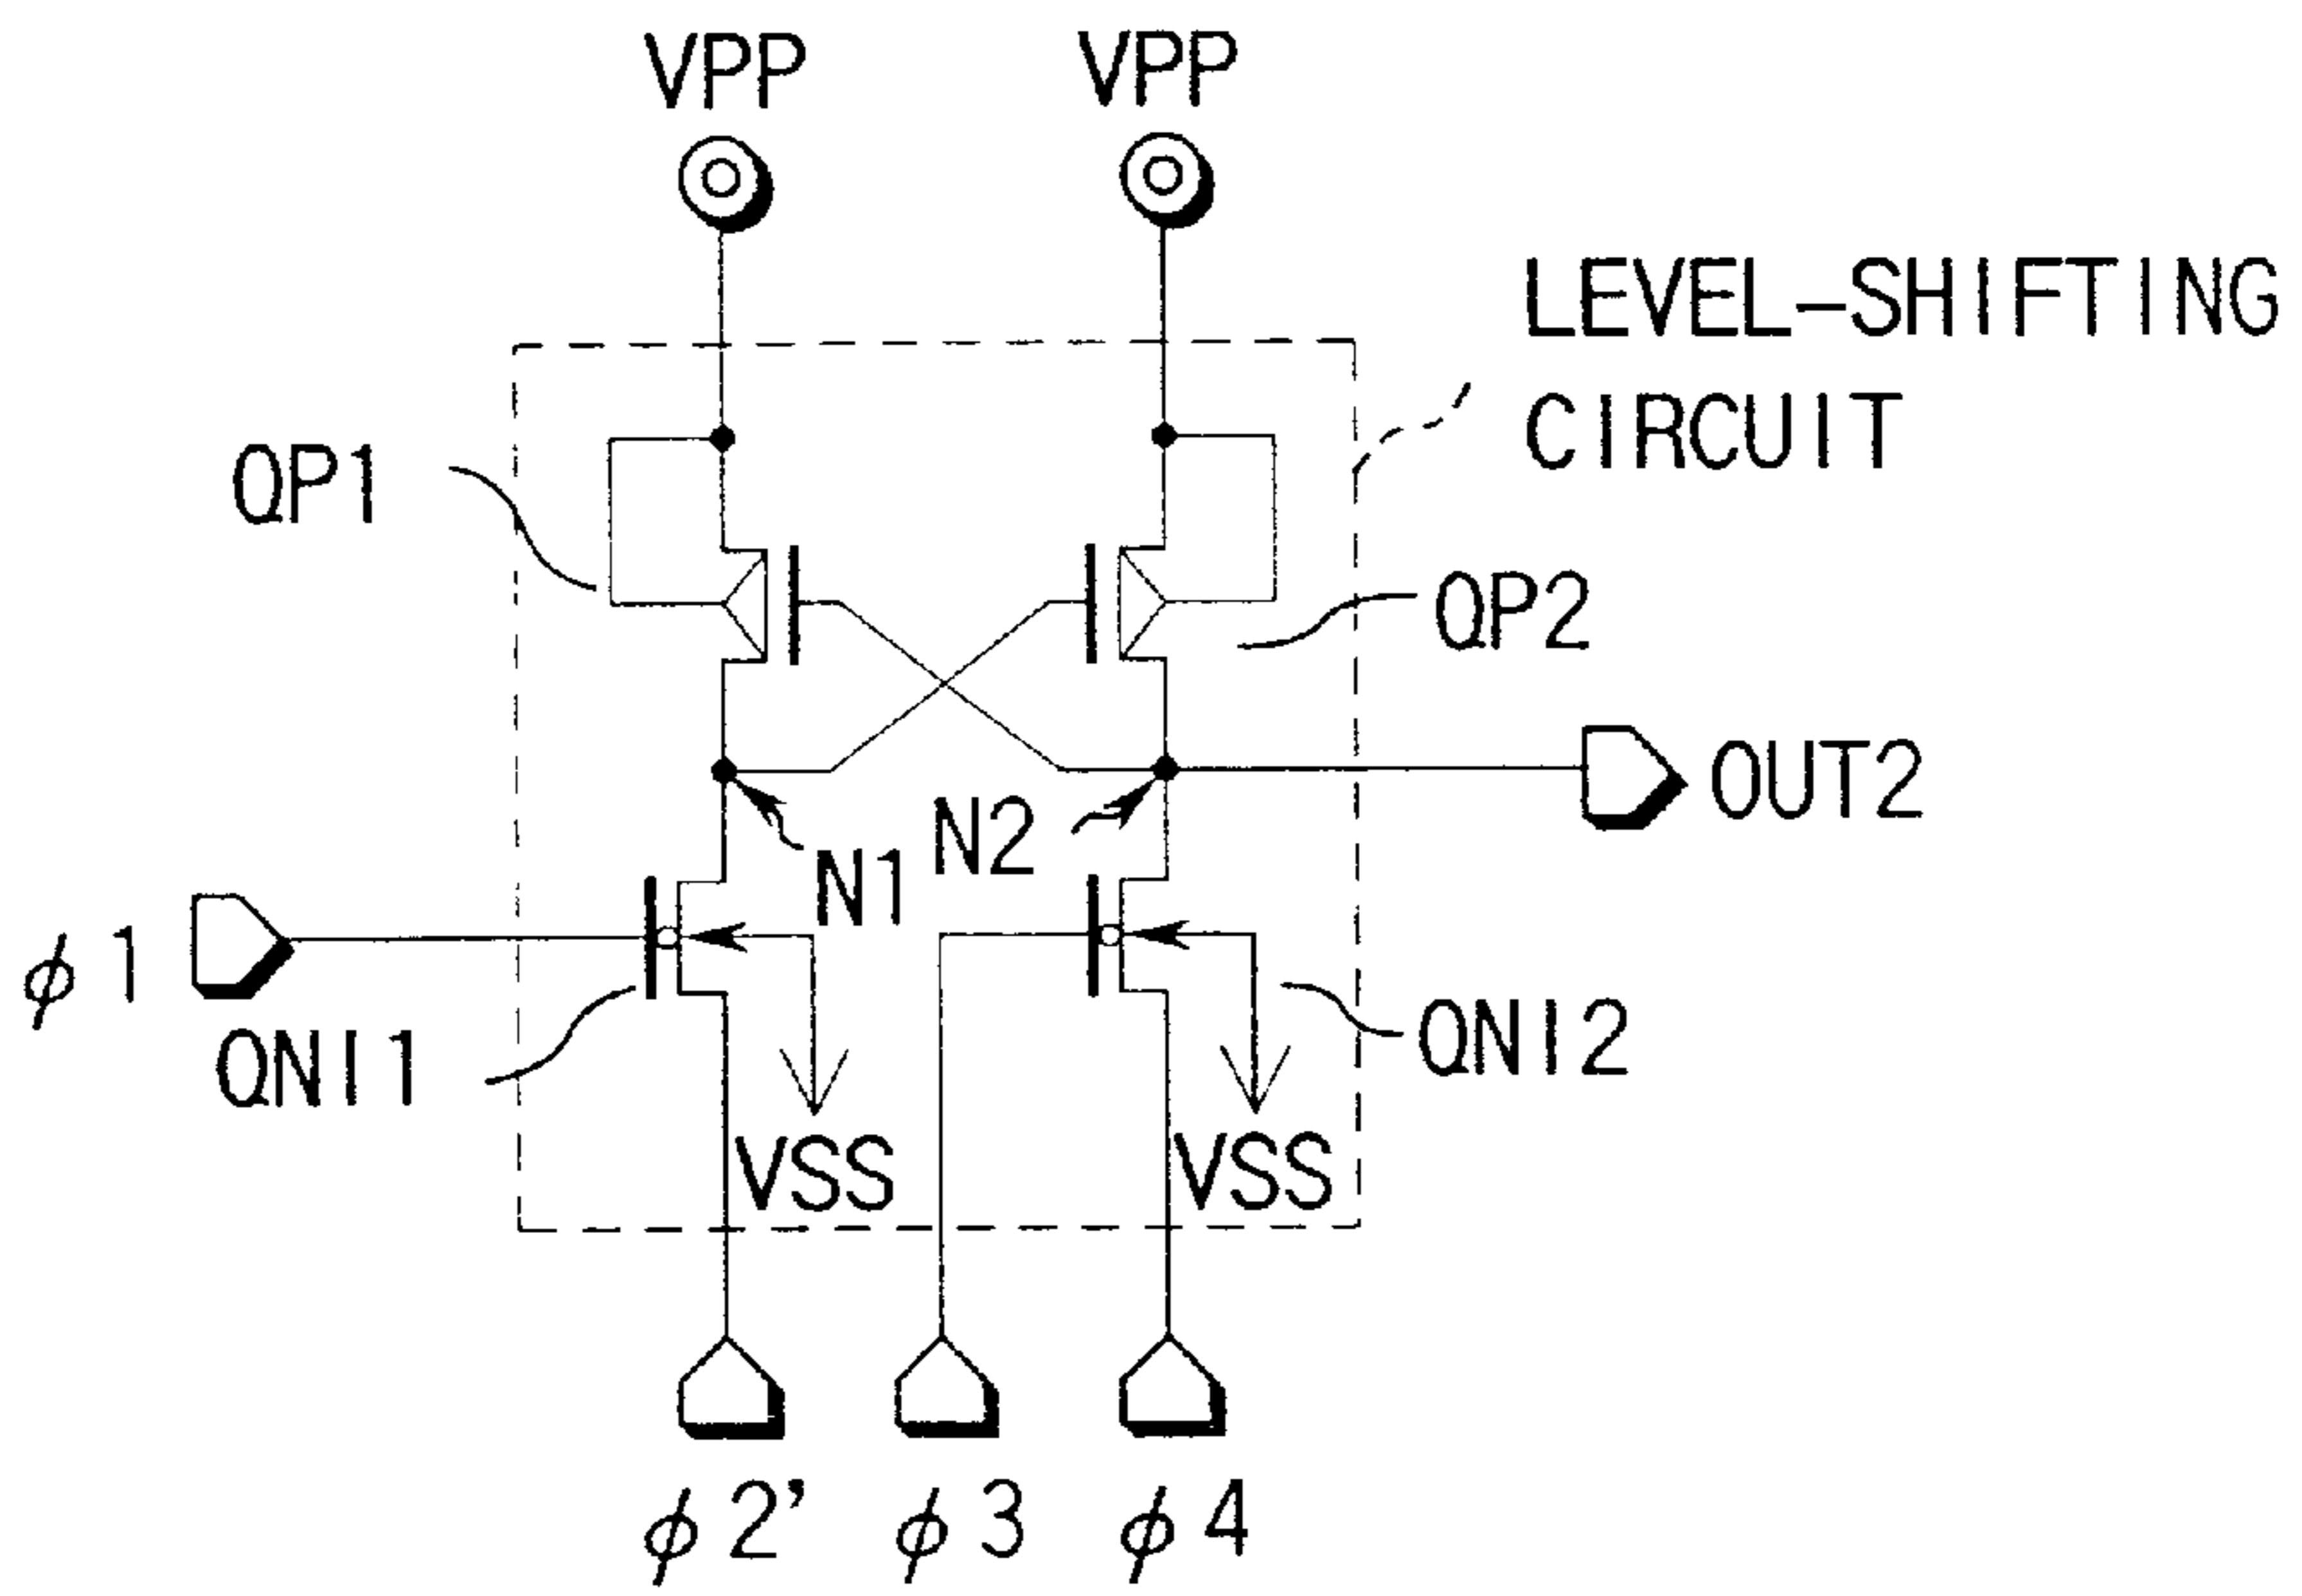 VPP VPP
LEVEL-SHIFTING
CIRCUIT
QP1
QP2
OUT2
N1 N2
φ1
QNI1
QNI2
VSS VSS
φ2' φ3 φ4